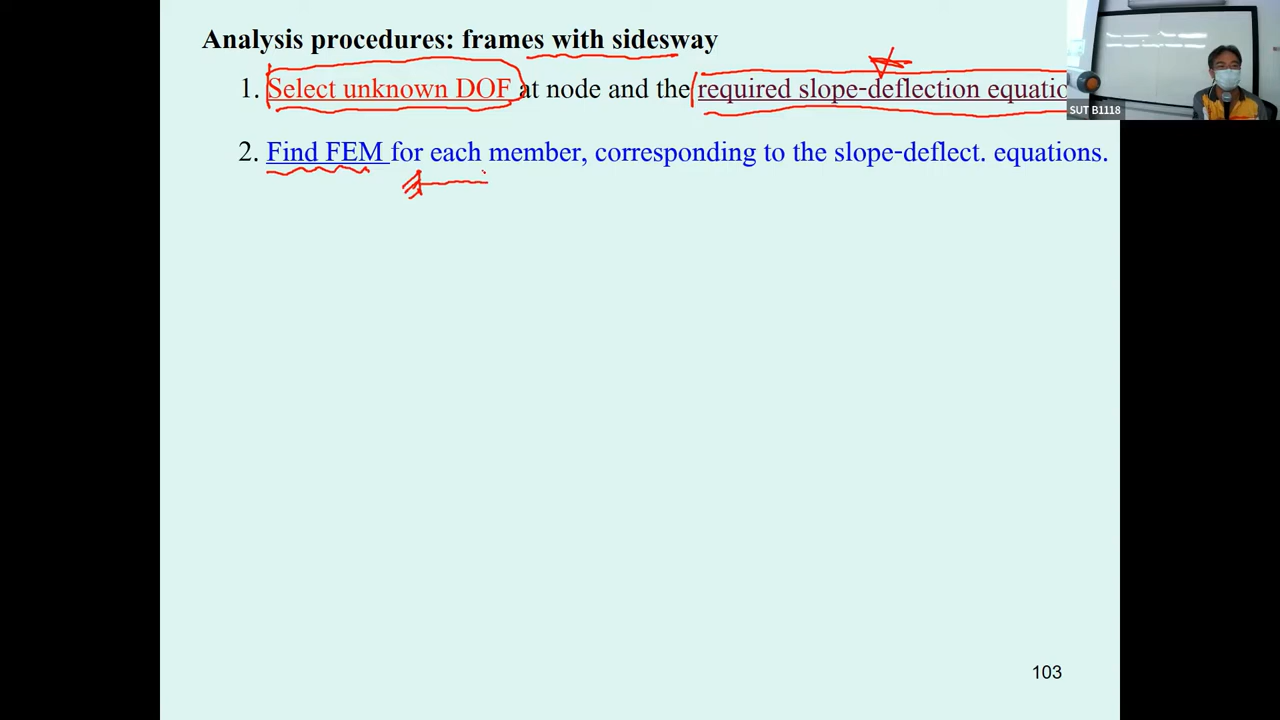 Analysis procedures: frames with sidesway
1. Select unknown DOF at node and the required slope-deflection equatio
SUT B1118
2. Find FEM for each member, corresponding to the slope-deflect. equations.
103